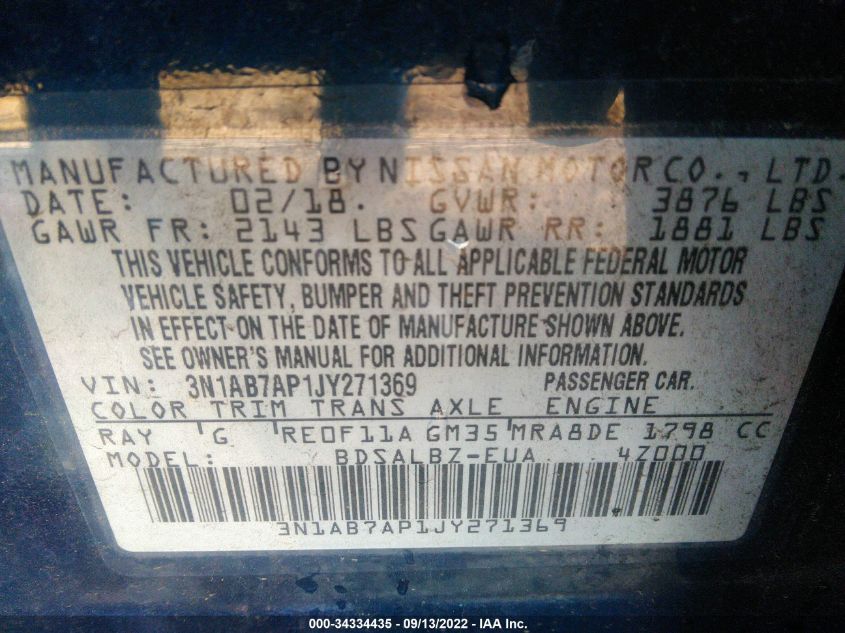 MANUFACTURED BY NISSAN MOTOR CO., LTD.
DATE: 02/18. GVWR: 3876 LBS
GAWR FR: 2143 LBS GAWR RR: 1881 LBS
THIS VEHICLE CONFORMS TO ALL APPLICABLE FEDERAL MOTOR
VEHICLE SAFETY, BUMPER AND THEFT PREVENTION STANDARDS
IN EFFECT ON THE DATE OF MANUFACTURE SHOWN ABOVE.
SEE OWNER'S MANUAL FOR ADDITIONAL INFORMATION.
VIN: 3N1AB7AP1JY271369 PASSENGER CAR.
COLOR TRIM TRANS AXLE ENGINE
RAY G RE0F11A GM35 MRA8DE 1798 CC
MODEL: BDSALBZ-EUA 4Z000
3N1AB7AP1JY271369
000-34334435 - 09/13/2022 - IAA Inc.